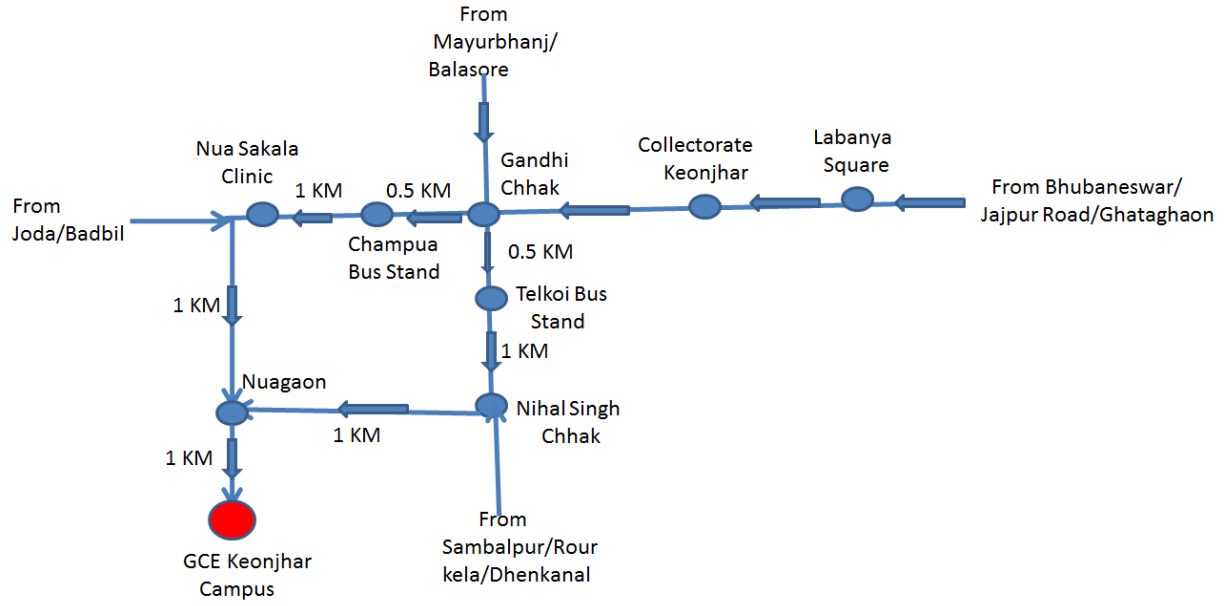 From
Mayurbhanj/
Balasore
Nua Sakala
Clinic
1 KM
0.5 KM
Gandhi
Chhak
Collectorate
Keonjhar
Labanya
Square
From Bhubaneswar/
Jajpur Road/Ghataghaon
From
Joda/Badbil
Champua
Bus Stand
0.5 KM
Telkoi Bus
Stand
1 KM
1 KM
Nuagaon
Nihal Singh
Chhak
1 KM
1 KM
From
Sambalpur/Rour
kela/Dhenkanal
GCE Keonjhar
Campus